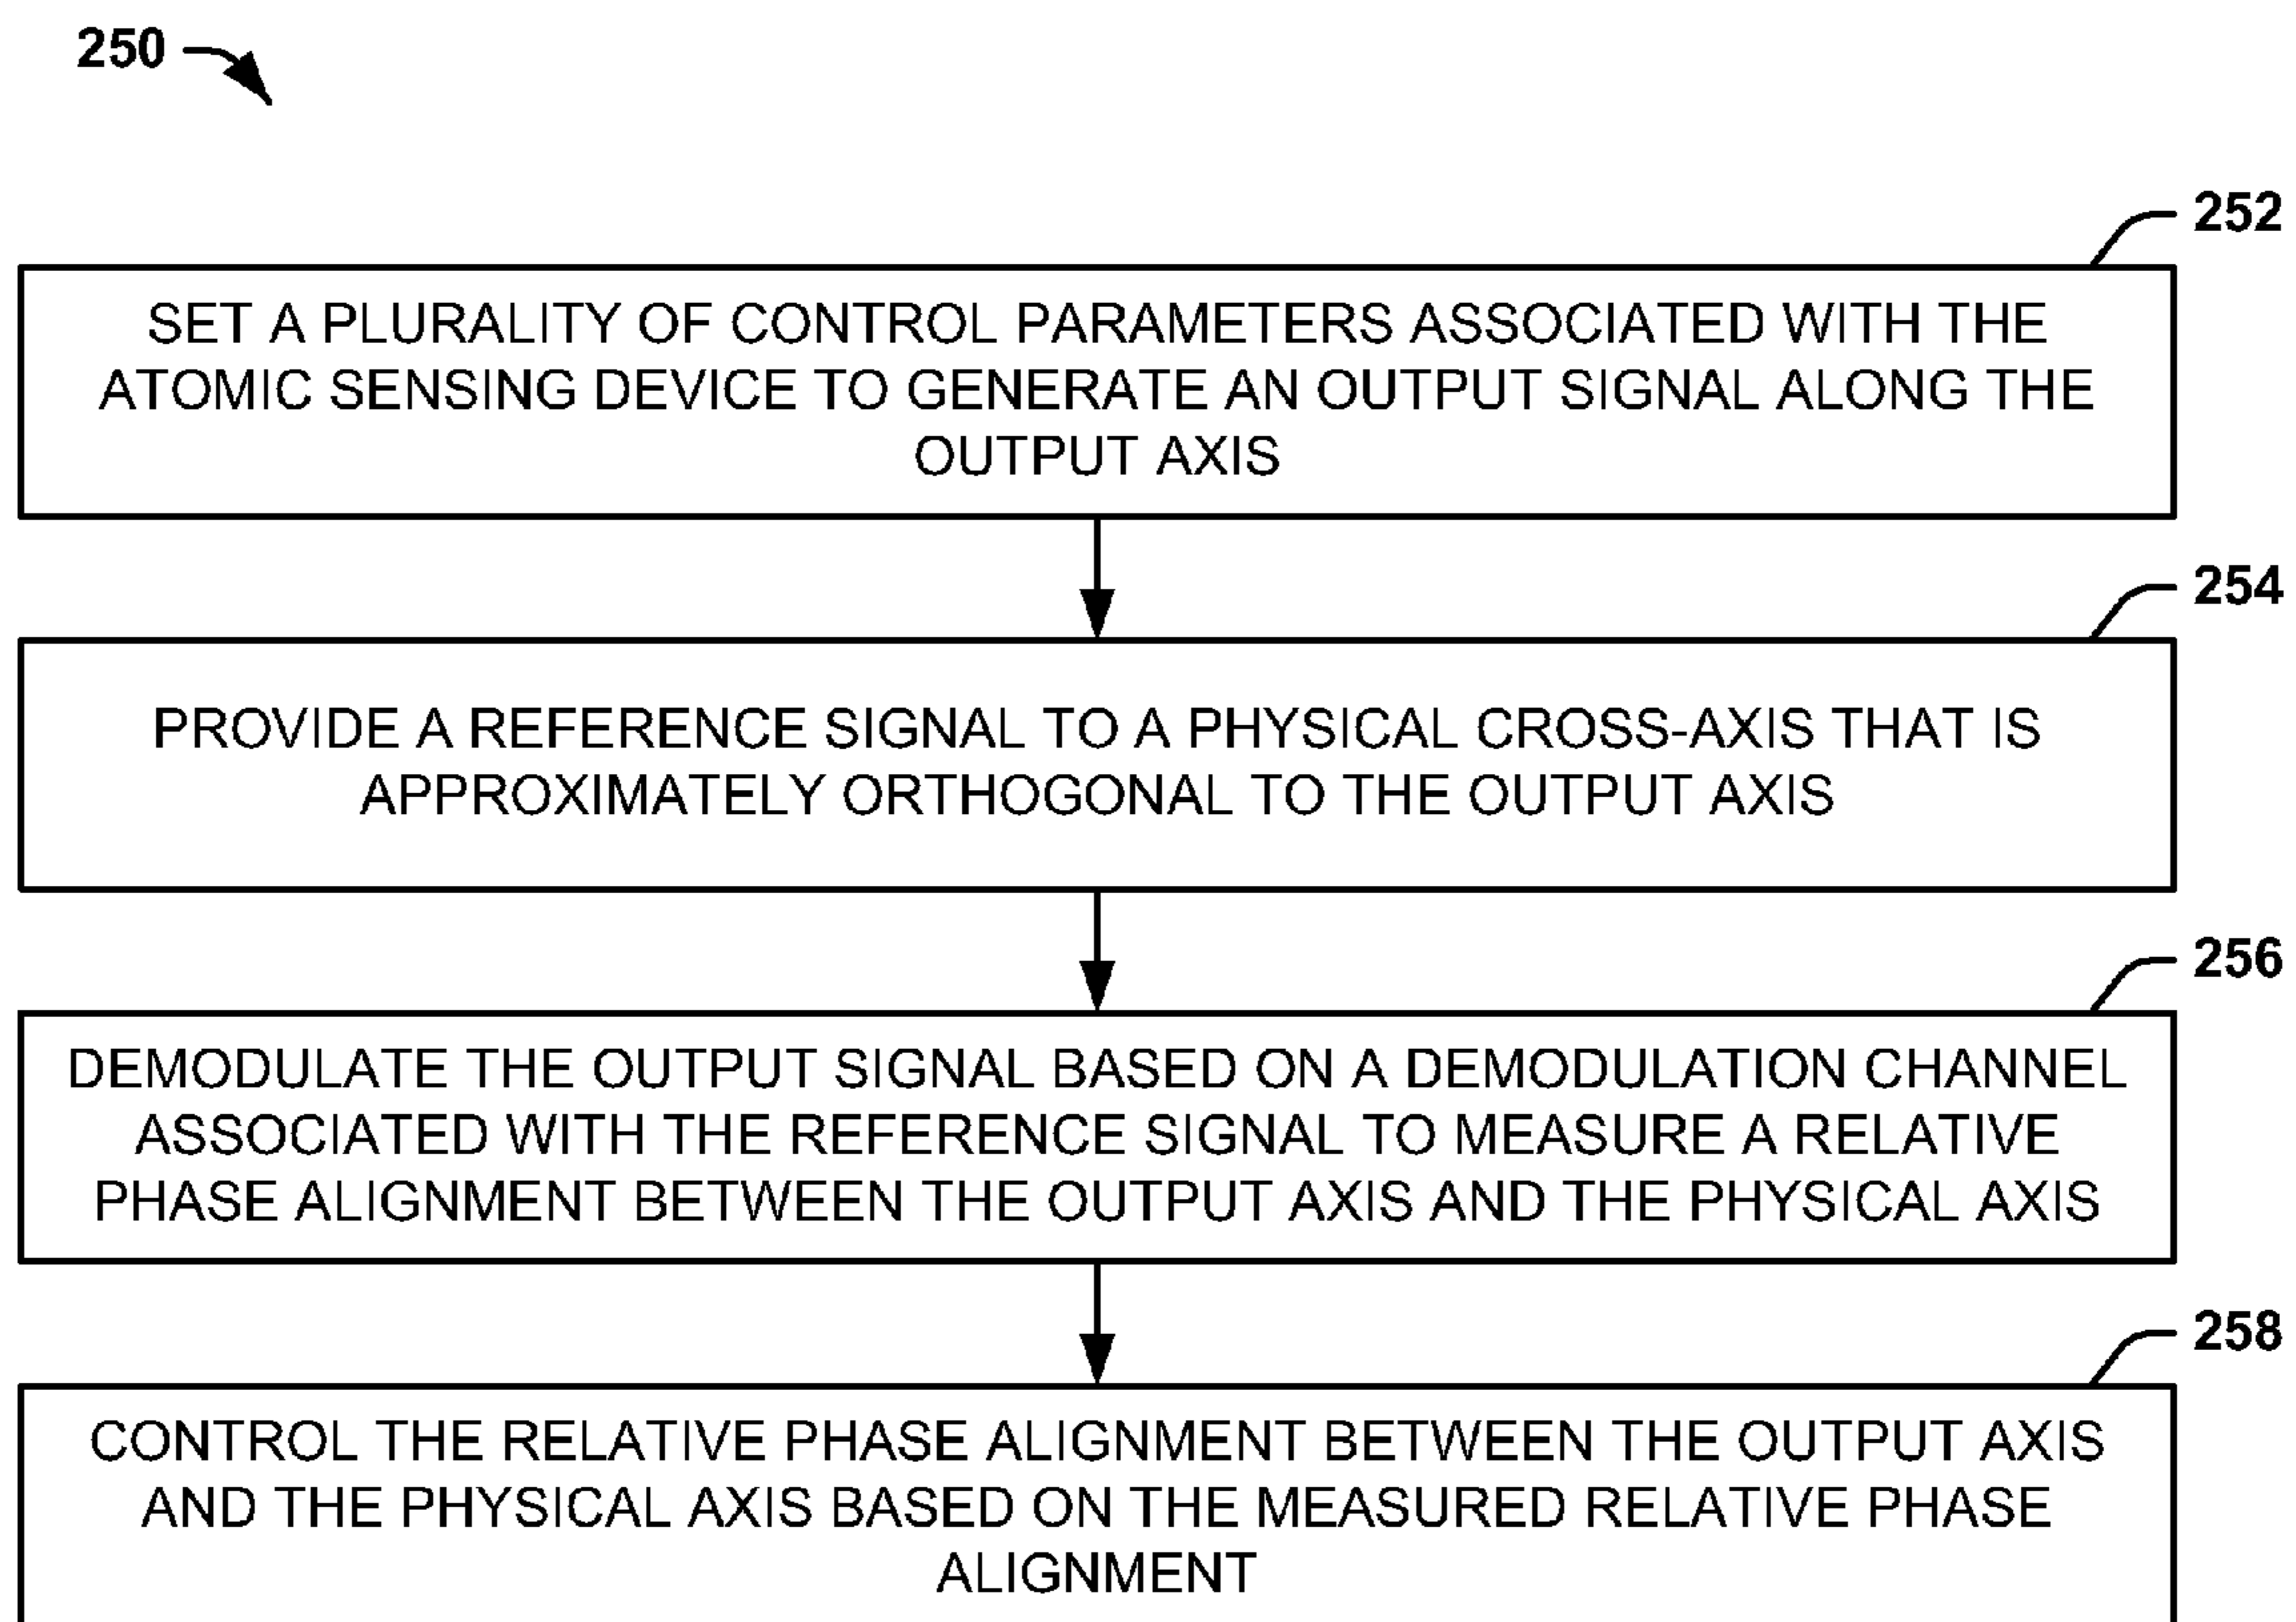 250
252
SET A PLURALITY OF CONTROL PARAMETERS ASSOCIATED WITH THE
ATOMIC SENSING DEVICE TO GENERATE AN OUTPUT SIGNAL ALONG THE
OUTPUT AXIS
254
PROVIDE A REFERENCE SIGNAL TO A PHYSICAL CROSS-AXIS THAT IS
APPROXIMATELY ORTHOGONAL TO THE OUTPUT AXIS
256
DEMODULATE THE OUTPUT SIGNAL BASED ON A DEMODULATION CHANNEL
ASSOCIATED WITH THE REFERENCE SIGNAL TO MEASURE A RELATIVE
PHASE ALIGNMENT BETWEEN THE OUTPUT AXIS AND THE PHYSICAL AXIS
258
CONTROL THE RELATIVE PHASE ALIGNMENT BETWEEN THE OUTPUT AXIS
AND THE PHYSICAL AXIS BASED ON THE MEASURED RELATIVE PHASE
ALIGNMENT